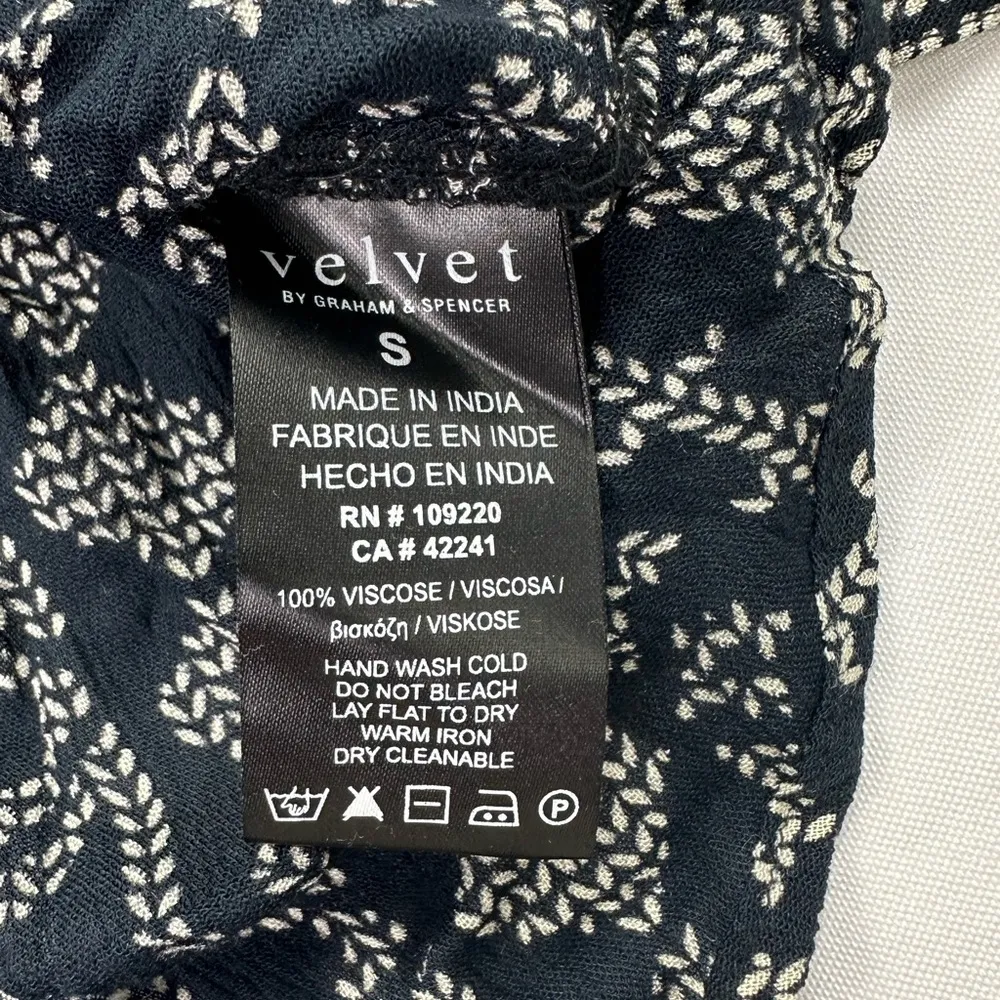 velvet
BY GRAHAM & SPENCER
S
MADE IN INDIA
FABRIQUE EN INDE
HECHO EN INDIA
RN # 109220
CA # 42241
100% VISCOSE / VISCOSA /
βισκόζη / VISKOSE
HAND WASH COLD
DO NOT BLEACH
LAY FLAT TO DRY
WARM IRON
DRY CLEANABLE
P